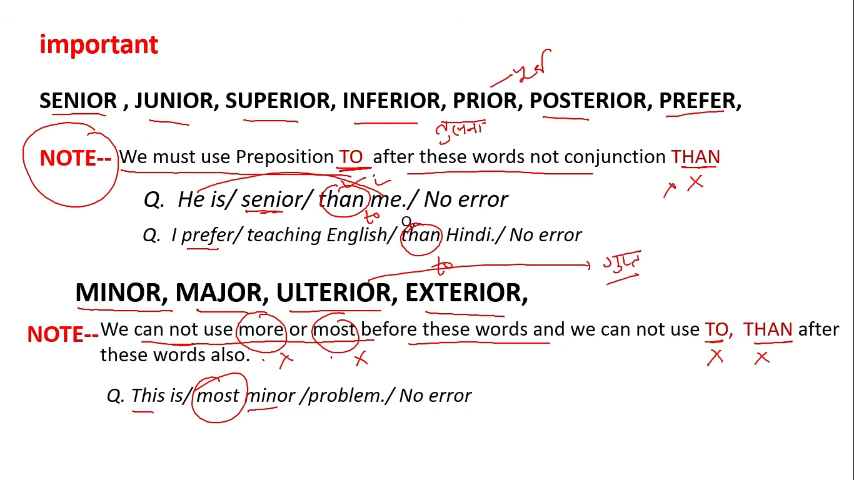 important
पूर्व
SENIOR , JUNIOR, SUPERIOR, INFERIOR, PRIOR, POSTERIOR, PREFER,
तुलना
NOTE-- We must use Preposition TO after these words not conjunction THAN
x x
Q. He is/ senior/ than me./ No error
to
Q. I prefer/ teaching English/ than Hindi./ No error
to गुप्त
MINOR, MAJOR, ULTERIOR, EXTERIOR,
NOTE-- We can not use more or most before these words and we can not use TO, THAN after
these words also. x x x x
Q. This is/ most minor /problem./ No error